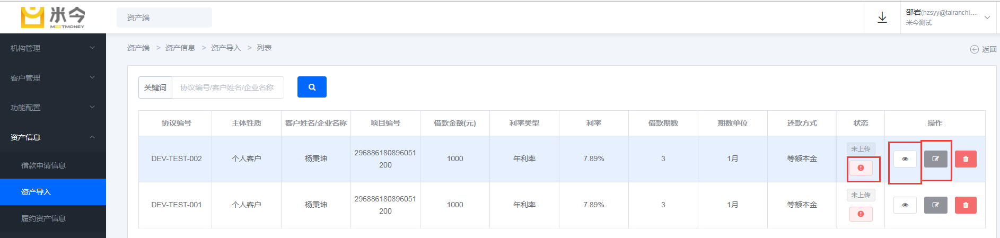 米今
MEETMONEY
资产端
邵岩(hzsyy@tairanchi...
米今测试
机构管理
客户管理
功能配置
资产信息
借款申请信息
资产导入
履约资产信息
资产端 > 资产信息 > 资产导入 > 列表
返回
关键词 协议编号/客户姓名/企业名称
协议编号 主体性质 客户姓名/企业名称 项目编号 借款金额(元) 利率类型 利率 借款期数 期数单位 还款方式 状态 操作
DEV-TEST-002 个人客户 杨秉坤 296886180896051200 1000 年利率 7.89% 3 1月 等额本金 未上传
DEV-TEST-001 个人客户 杨秉坤 296886180896051200 1000 年利率 7.89% 3 1月 等额本金 未上传